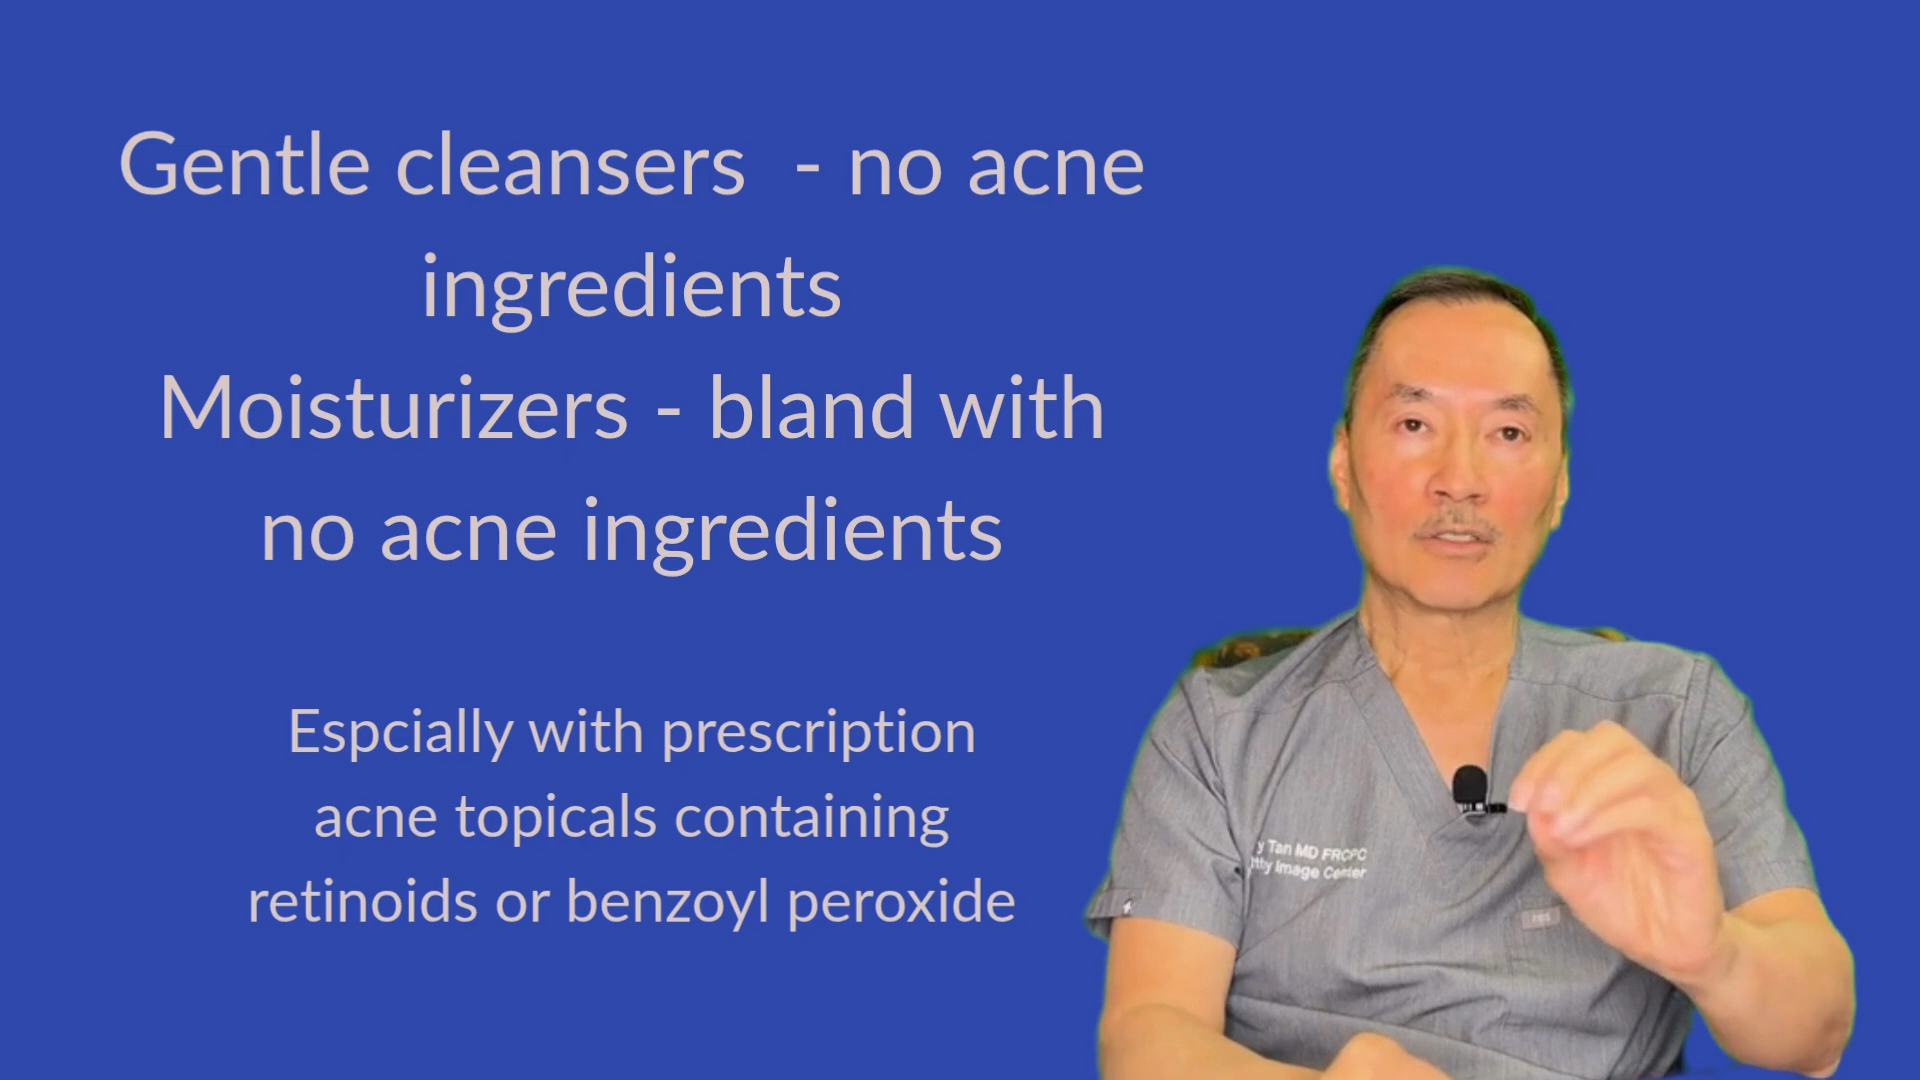 Gentle cleansers - no acne
ingredients
Moisturizers - bland with
no acne ingredients
Espcially with prescription
acne topicals containing
retinoids or benzoyl peroxide
y Tan MD FRCPC
Image Center